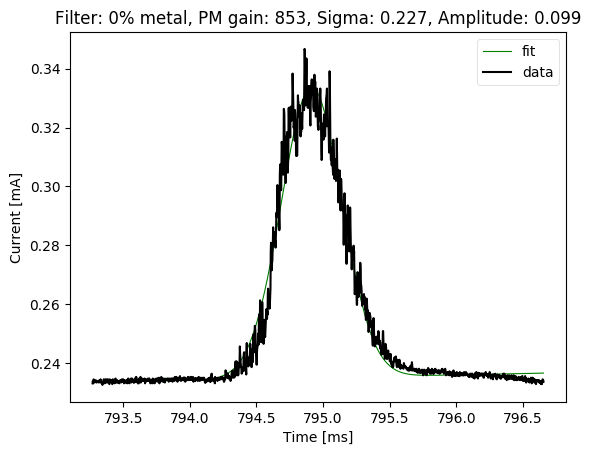 Filter: 0% metal, PM gain: 853, Sigma: 0.227, Amplitude: 0.099
fit
data
0.34
0.32
0.30
0.28
0.26
0.24
Current [mA]
793.5 794.0 794.5 795.0 795.5 796.0 796.5
Time [ms]